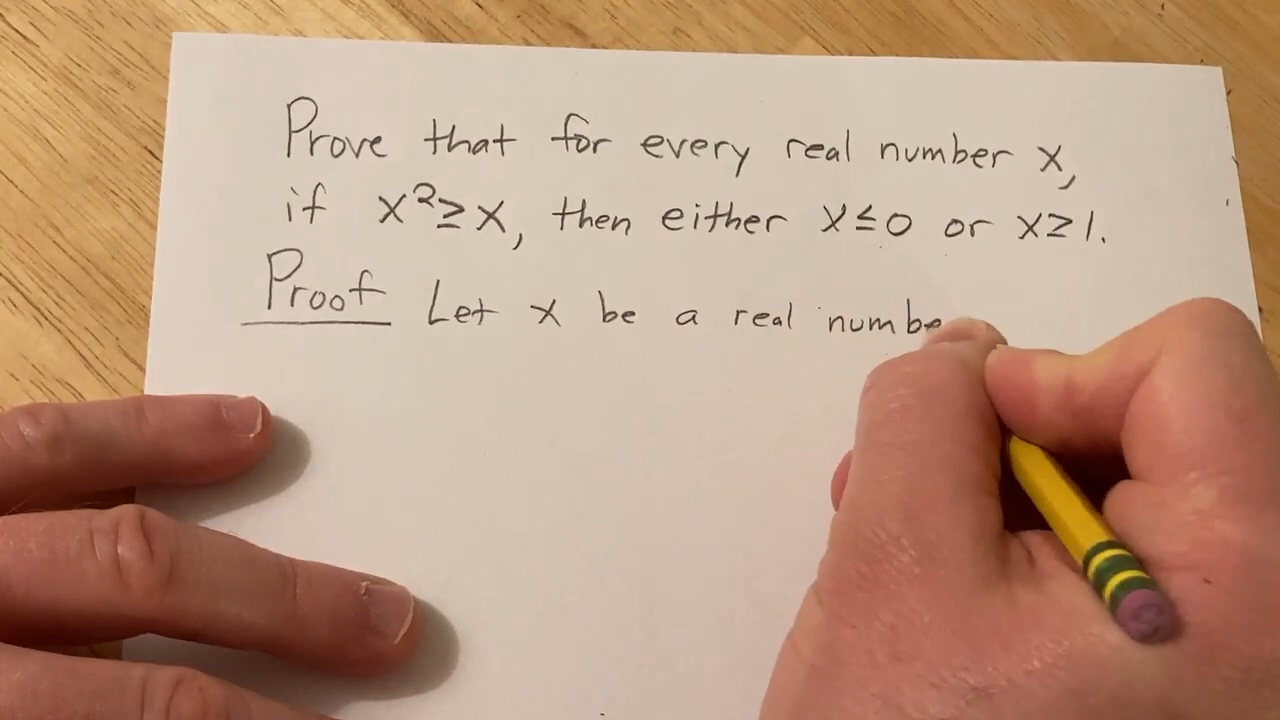 Prove that for every real number x,
if x²≥x, then either x≤0 or x≥1.
Proof Let x be a real numbe